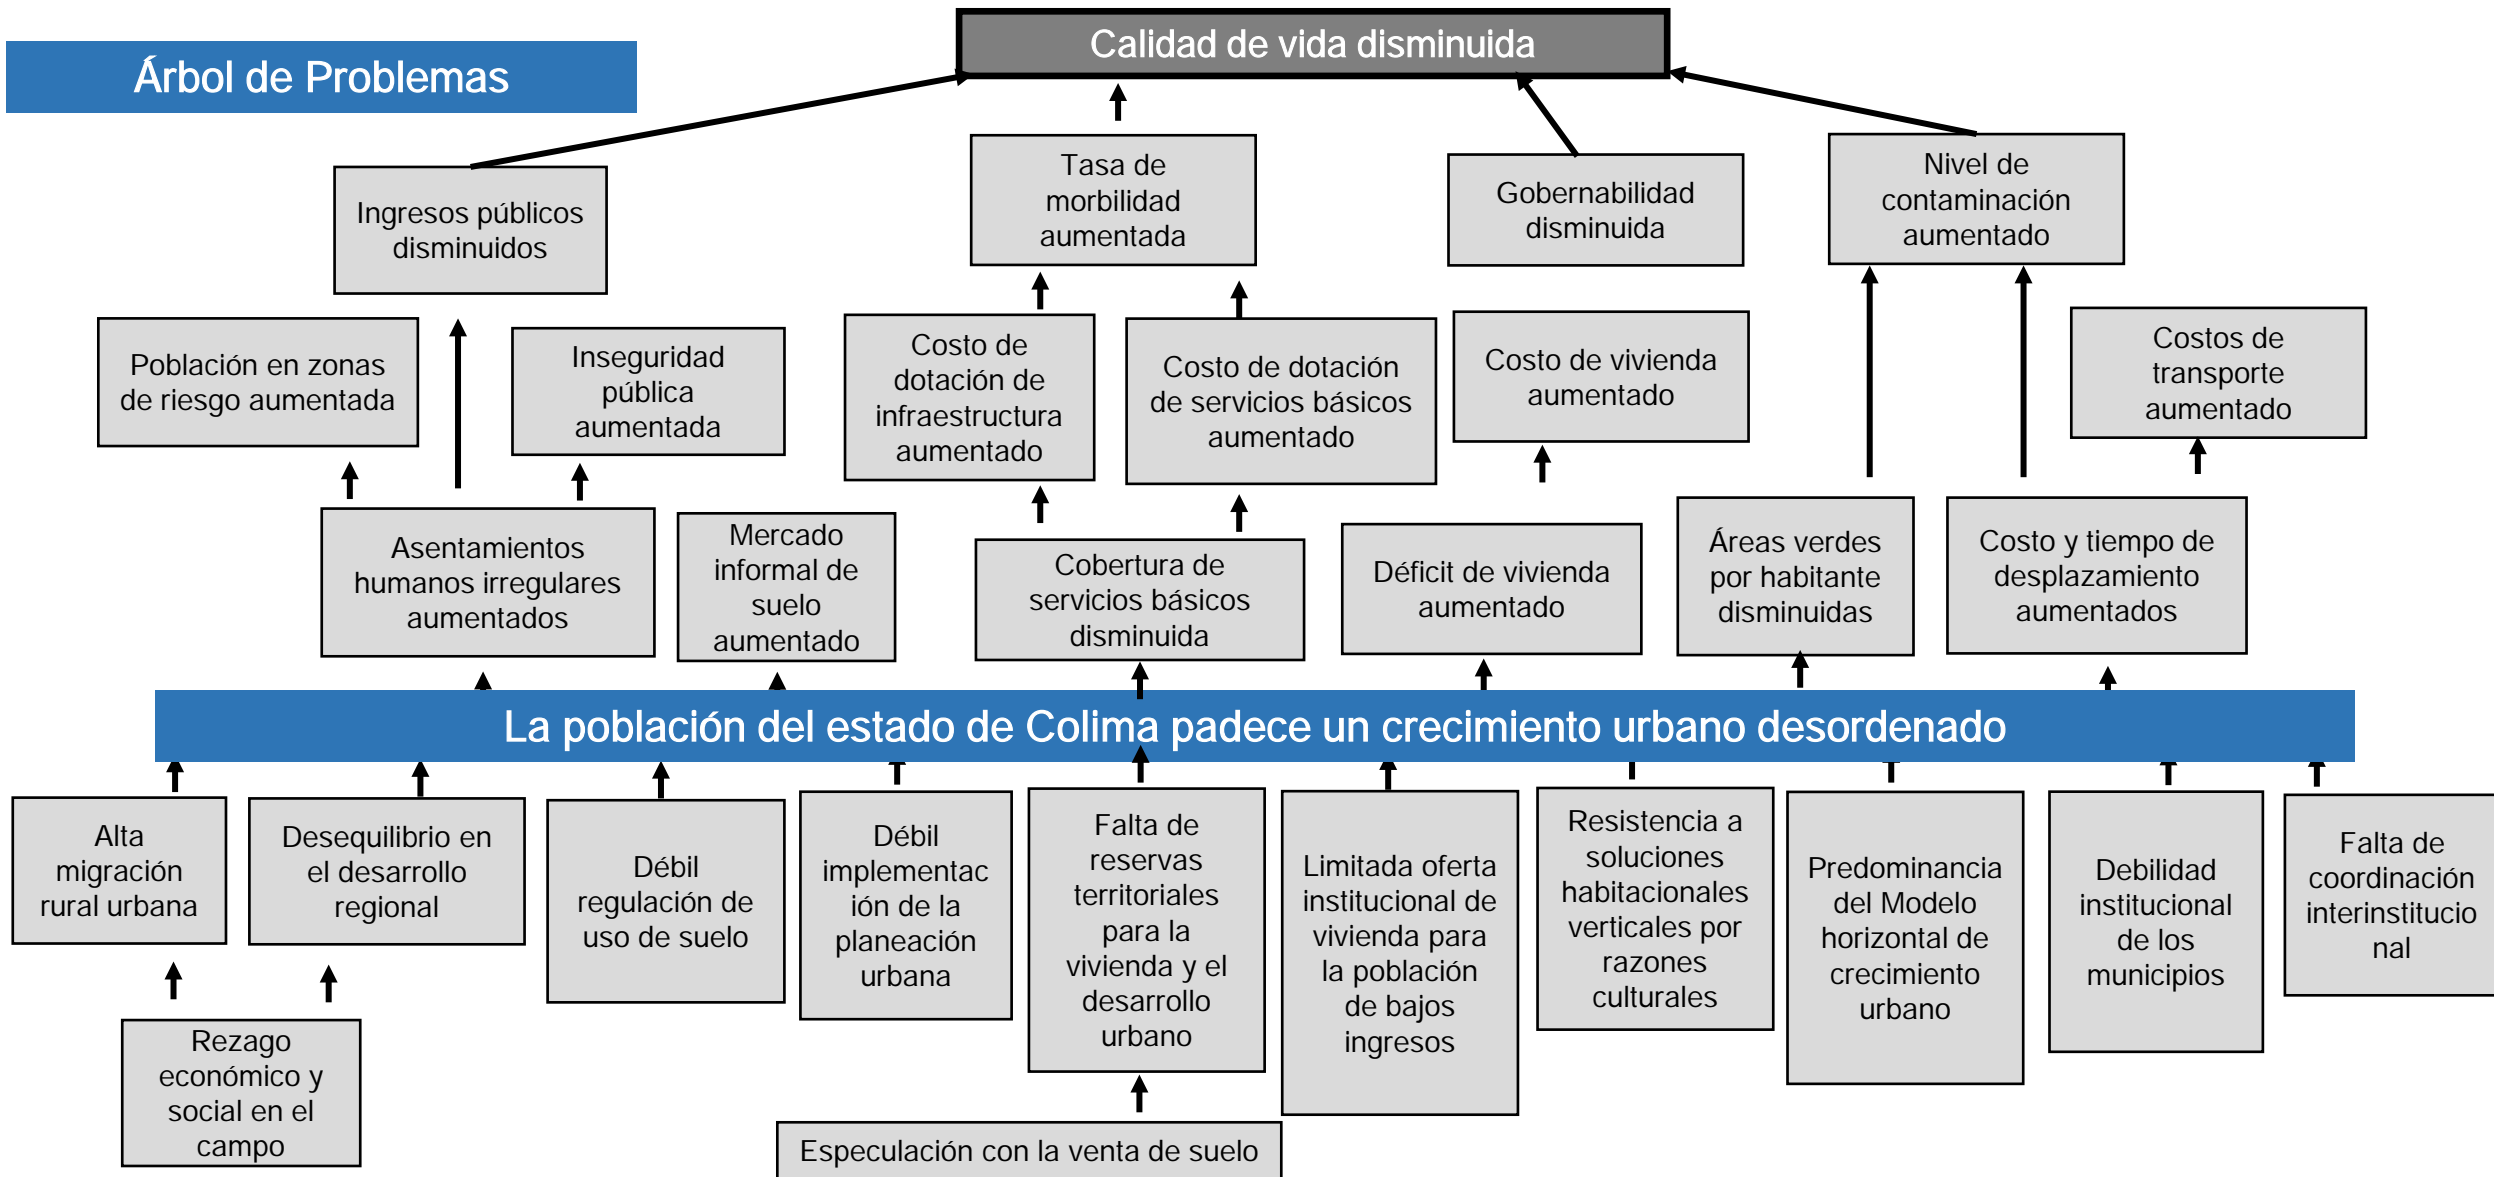 Calidad de vida disminuida
Árbol de Problemas
Ingresos públicos
disminuidos
Tasa de
morbilidad
aumentada
Gobernabilidad
disminuida
Nivel de
contaminación
aumentado
Población en zonas
de riesgo aumentada
Inseguridad
pública
aumentada
Costo de
dotación de
infraestructura
aumentado
Costo de dotación
de servicios básicos
aumentado
Costo de vivienda
aumentado
Costos de
transporte
aumentado
Asentamientos
humanos irregulares
aumentados
Mercado
informal de
suelo
aumentado
Cobertura de
servicios básicos
disminuida
Déficit de vivienda
aumentado
Áreas verdes
por habitante
disminuidas
Costo y tiempo de
desplazamiento
aumentados
La población del estado de Colima padece un crecimiento urbano desordenado
Alta
migración
rural urbana
Desequilibrio en
el desarrollo
regional
Débil
regulación de
uso de suelo
Débil
implementac
ión de la
planeación
urbana
Falta de
reservas
territoriales
para la
vivienda y el
desarrollo
urbano
Limitada oferta
institucional de
vivienda para
la población
de bajos
ingresos
Resistencia a
soluciones
habitacionales
verticales por
razones
culturales
Predominancia
del Modelo
horizontal de
crecimiento
urbano
Debilidad
institucional
de los
municipios
Falta de
coordinación
interinstitucio
nal
Rezago
económico y
social en el
campo
Especulación con la venta de suelo